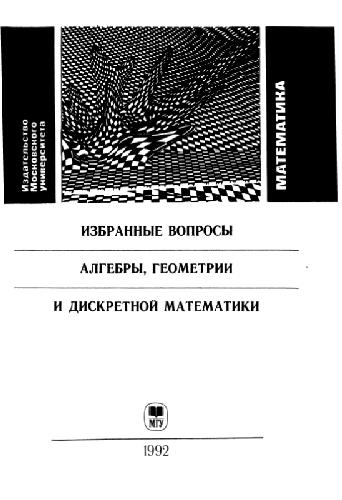 Издательство
Московского
университета
МАТЕМАТИКА
ИЗБРАННЫЕ ВОПРОСЫ
АЛГЕБРЫ, ГЕОМЕТРИИ
И ДИСКРЕТНОЙ МАТЕМАТИКИ
МГУ
1992